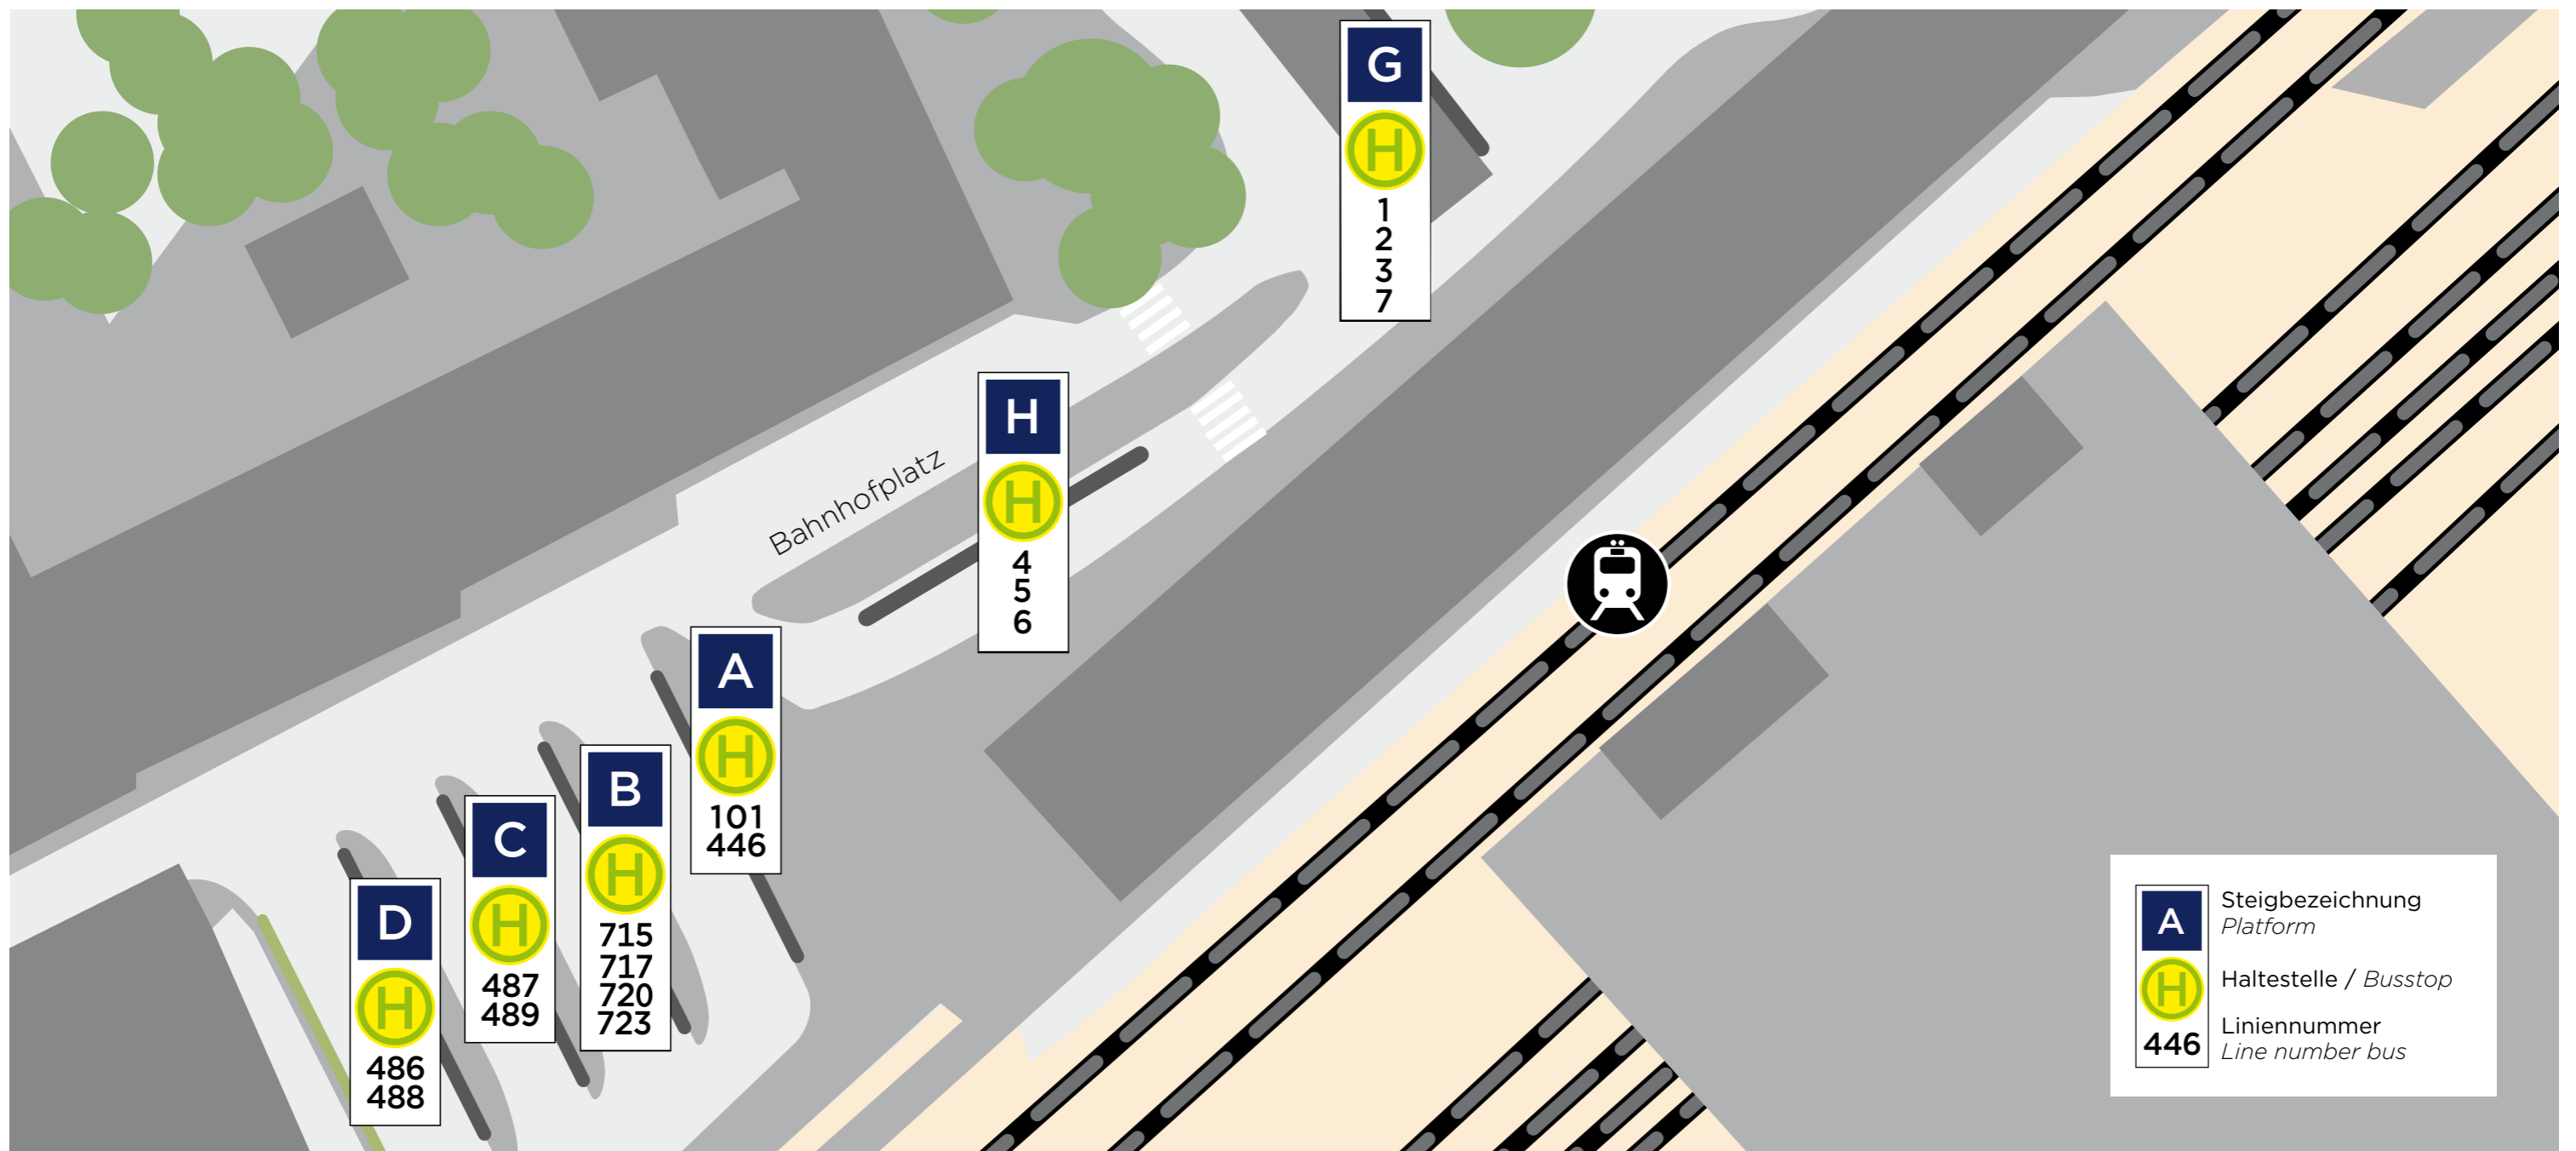 G
H
1
2
3
7
H
H
4
5
6
Bahnhofplatz
A
H
101
446
B
H
715
717
720
723
C
H
487
489
D
H
486
488
A
Steigbezeichnung
Platform
H
Haltestelle / Busstop
446
Liniennummer
Line number bus